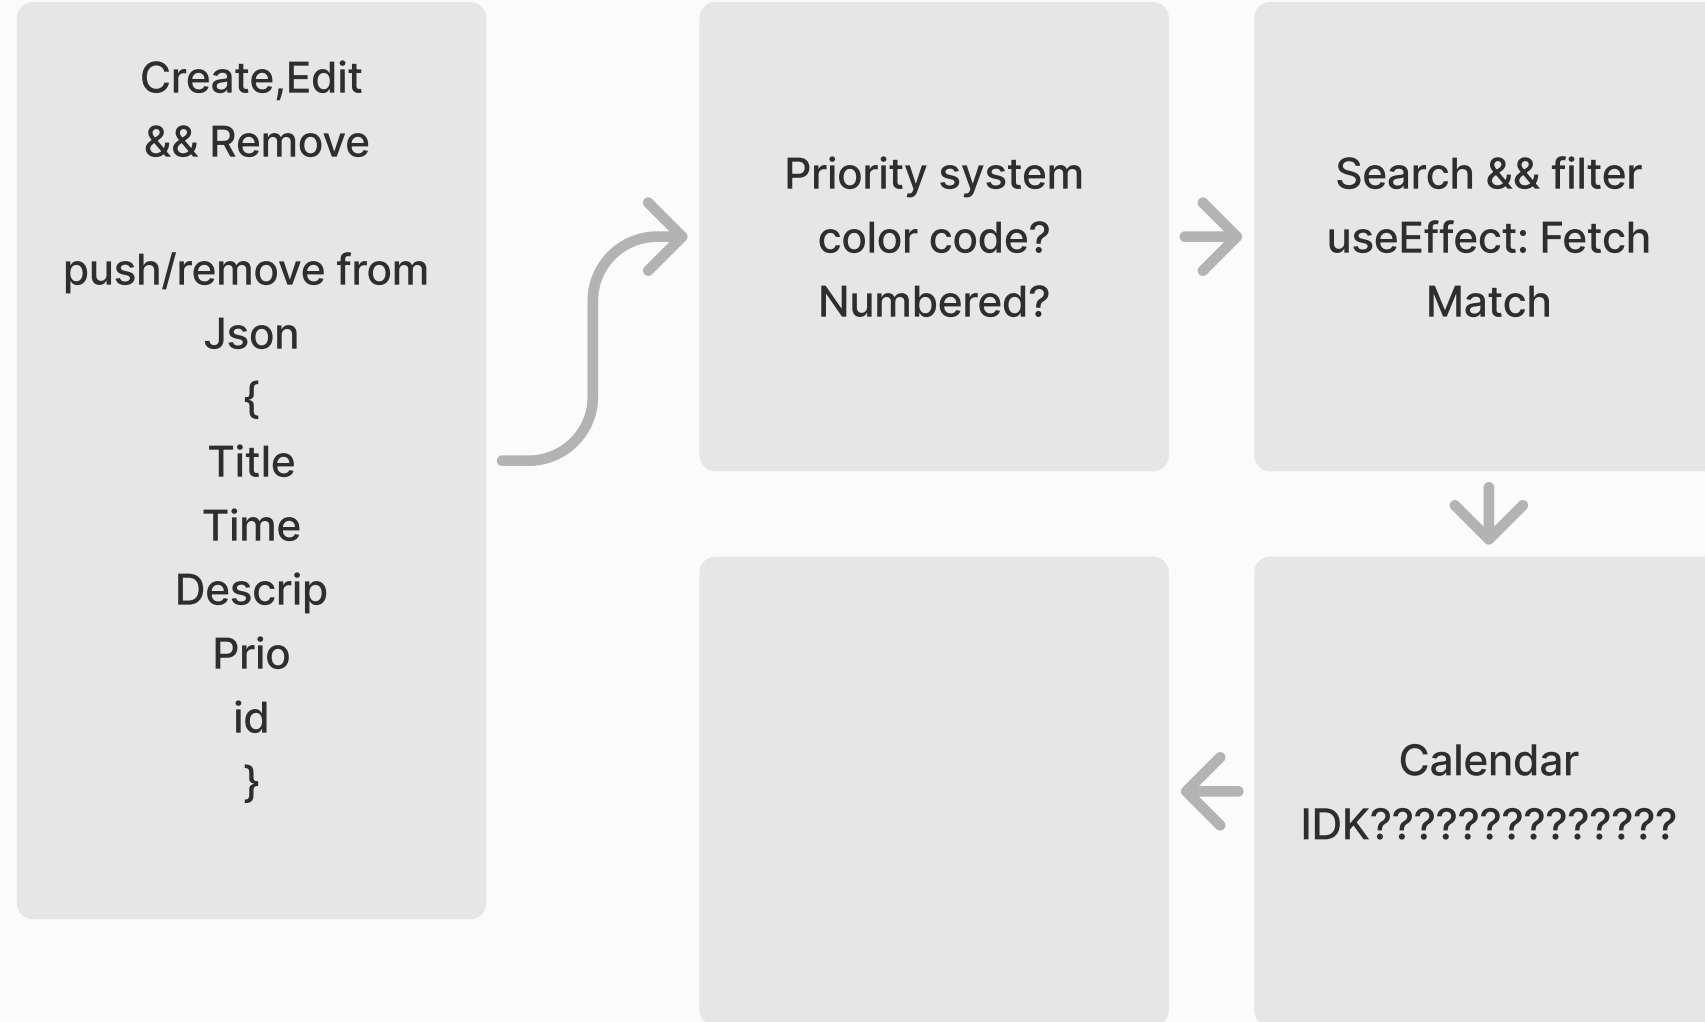 Create,Edit
&& Remove
push/remove from
Json
{
Title
Time
Descrip
Prio
id
}
Priority system
color code?
Numbered?
Search && filter
useEffect: Fetch
Match
Calendar
IDK??????????????